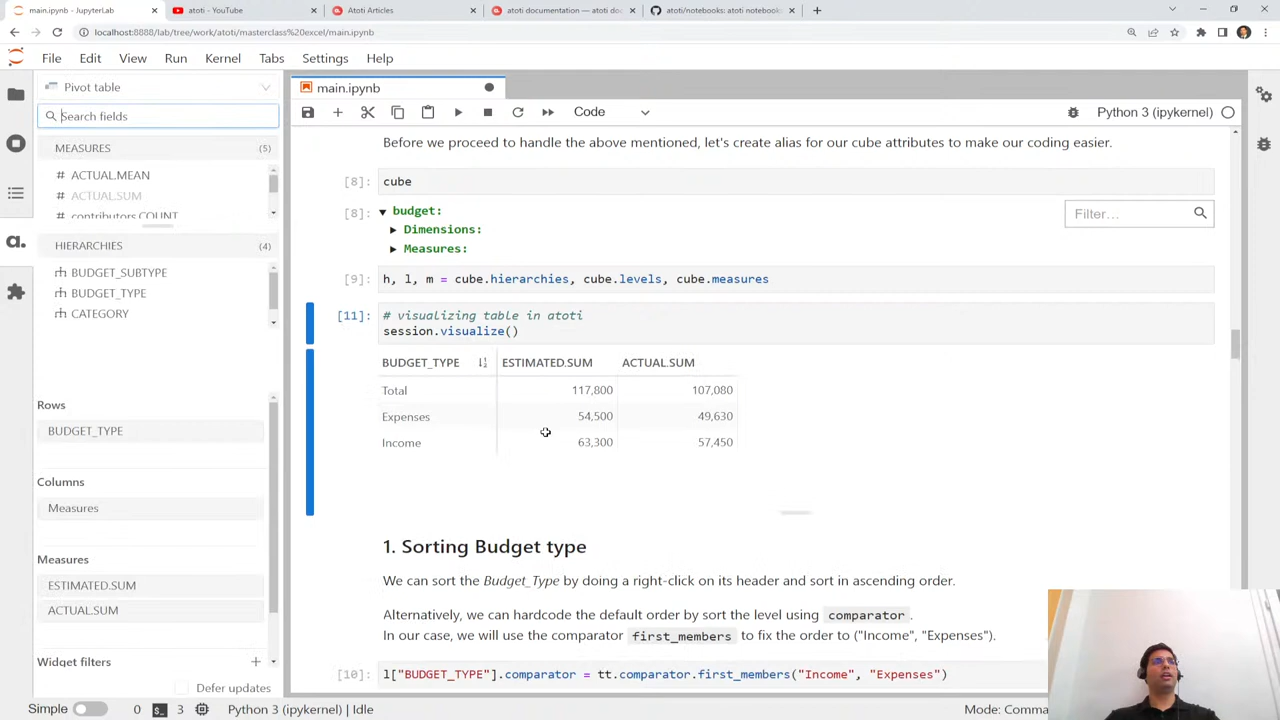 main.ipynb - JupyterLab
atoti - YouTube
Atoti Articles
atoti documentation — atoti do
atoti/notebooks: atoti notebook
localhost:8888/lab/tree/work/atoti/masterclass%20excel/main.ipynb
File Edit View Run Kernel Tabs Settings Help
Pivot table
Search fields
MEASURES (5)
# ACTUAL.MEAN
# ACTUAL.SUM
# contributors.COUNT
HIERARCHIES (4)
BUDGET_SUBTYPE
BUDGET_TYPE
CATEGORY
Rows
BUDGET_TYPE
Columns
Measures
Measures
ESTIMATED.SUM
ACTUAL.SUM
Widget filters
Defer updates
main.ipynb
Code
Python 3 (ipykernel)
Before we proceed to handle the above mentioned, let's create alias for our cube attributes to make our coding easier.
[8]: cube
[8]: budget:
Dimensions:
Measures:
Filter...
[9]: h, l, m = cube.hierarchies, cube.levels, cube.measures
[11]: # visualizing table in atoti
session.visualize()
BUDGET_TYPE ESTIMATED.SUM ACTUAL.SUM
Total 117,800 107,080
Expenses 54,500 49,630
Income 63,300 57,450
1. Sorting Budget type
We can sort the Budget_Type by doing a right-click on its header and sort in ascending order.
Alternatively, we can hardcode the default order by sort the level using comparator .
In our case, we will use the comparator first_members to fix the order to ("Income", "Expenses").
[10]: l["BUDGET_TYPE"].comparator = tt.comparator.first_members("Income", "Expenses")
Simple 0 3 Python 3 (ipykernel) | Idle
Mode: Comma